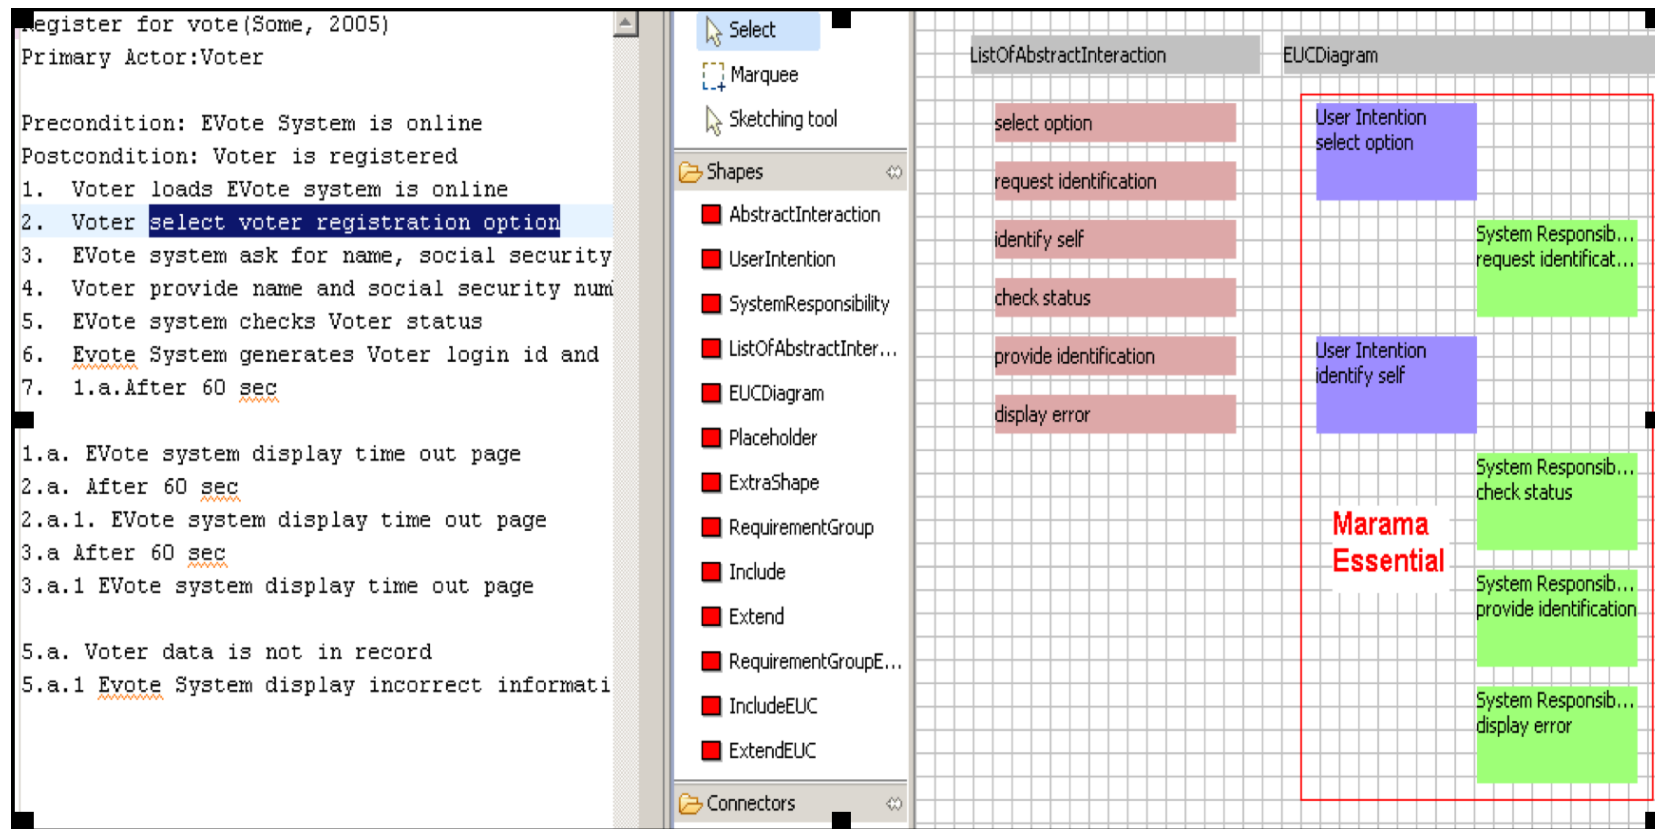 Register for vote(Some, 2005)
Primary Actor:Voter
Precondition: EVote System is online
Postcondition: Voter is registered
1. Voter loads EVote system is online
2. Voter select voter registration option
3. EVote system ask for name, social security
4. Voter provide name and social security num
5. EVote system checks Voter status
6. Evote System generates Voter login id and
7. 1.a.After 60 sec
1.a. EVote system display time out page
2.a. After 60 sec
2.a.1. EVote system display time out page
3.a After 60 sec
3.a.1 EVote system display time out page
5.a. Voter data is not in record
5.a.1 Evote System display incorrect informati
Select
Marquee
Sketching tool
Shapes
AbstractInteraction
UserIntention
SystemResponsibility
ListOfAbstractInter...
EUCDiagram
Placeholder
ExtraShape
RequirementGroup
Include
Extend
RequirementGroupE...
IncludeEUC
ExtendEUC
Connectors
ListOfAbstractInteraction
select option
request identification
identify self
check status
provide identification
display error
EUCDiagram
User Intention
select option
System Responsib...
request identificat...
User Intention
identify self
System Responsib...
check status
Marama
Essential
System Responsib...
provide identification
System Responsib...
display error